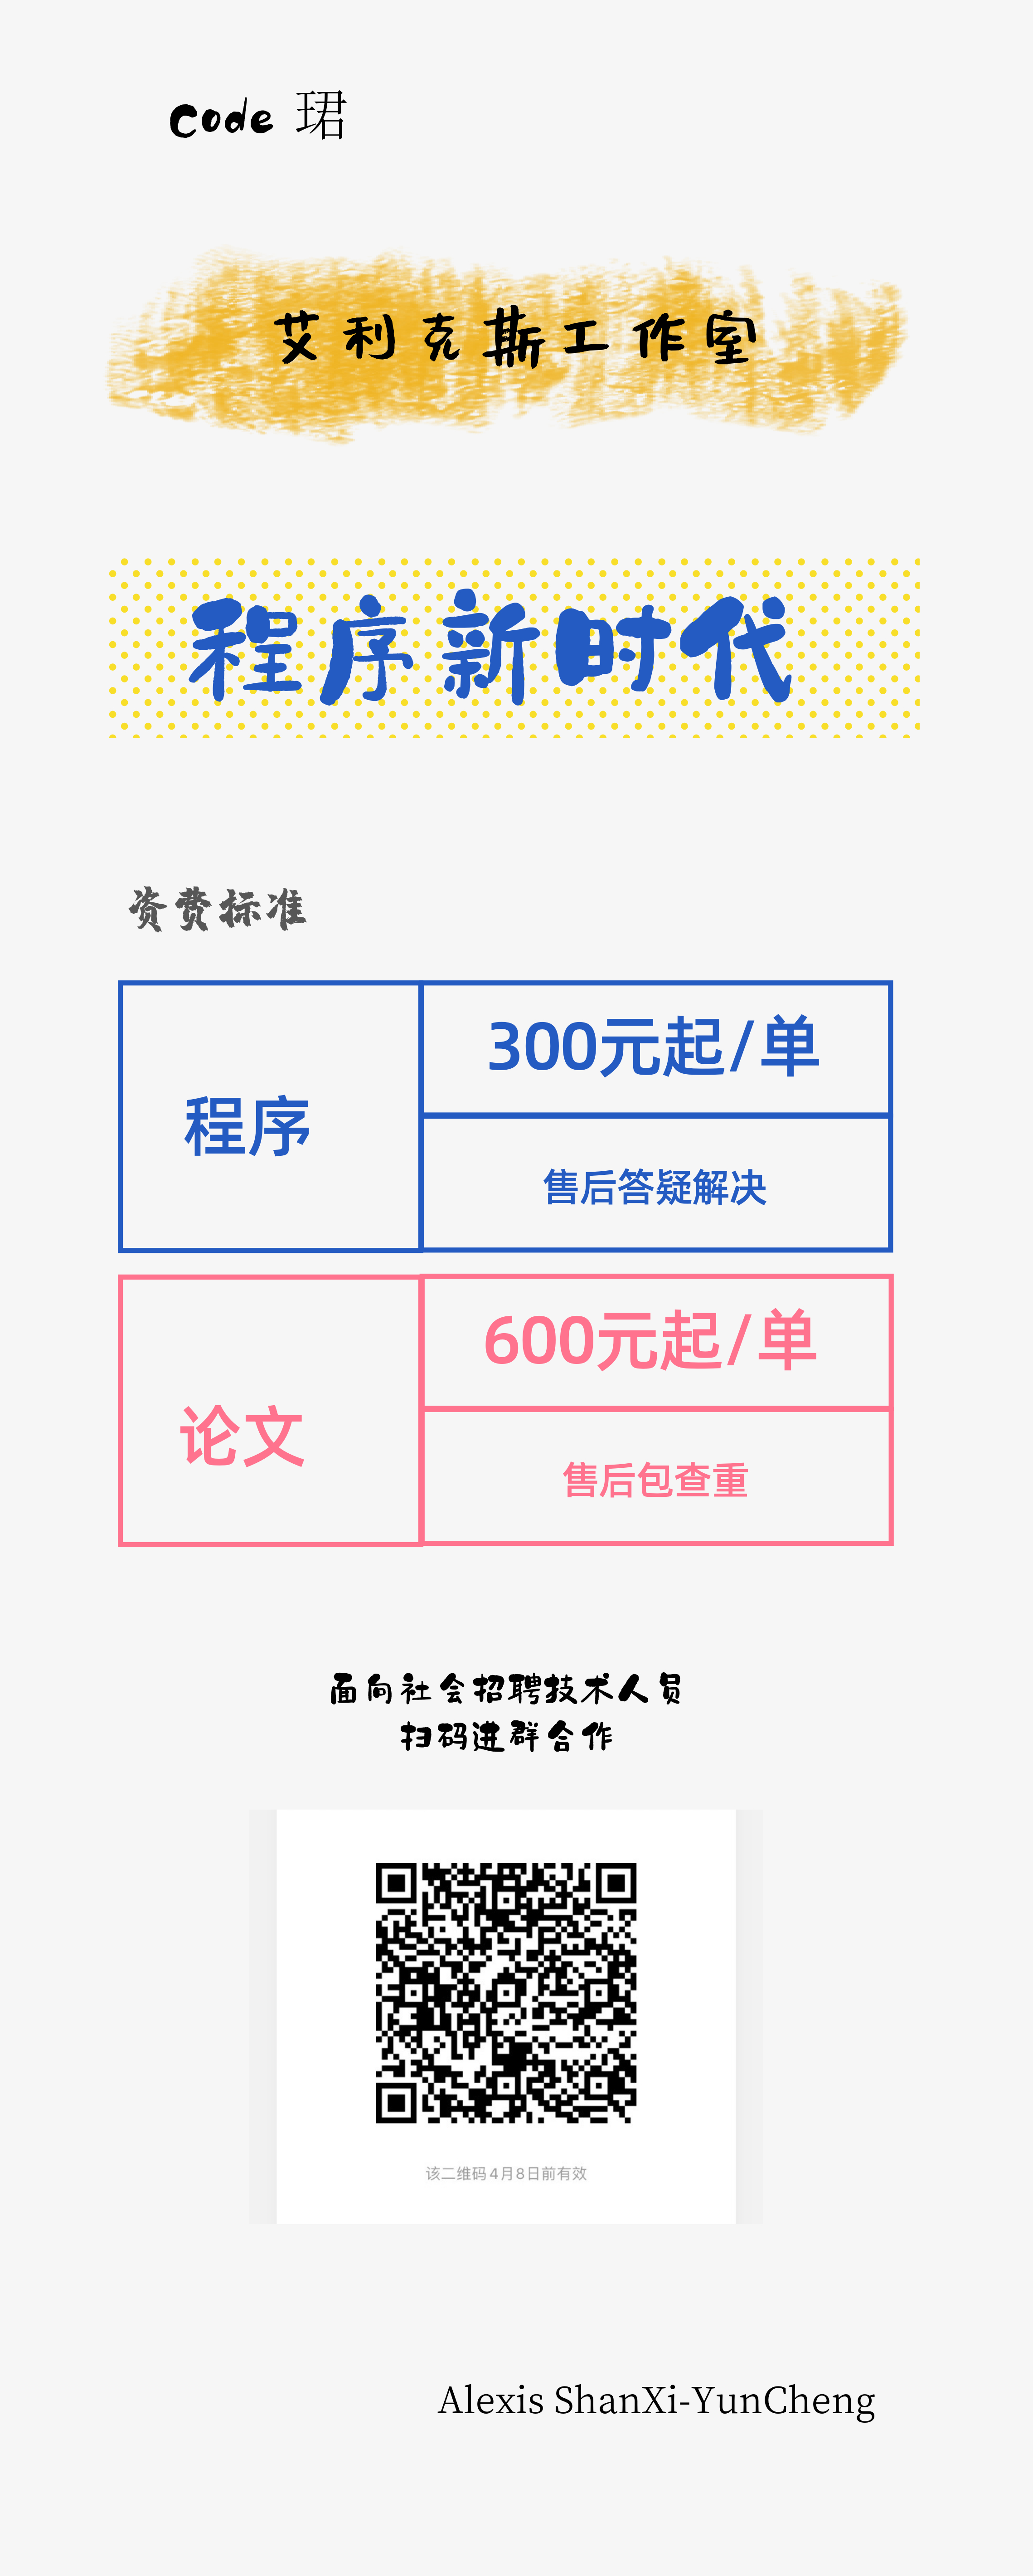 Code 珺
艾利克斯工作室
程序新时代
资费标准
程序
300元起/单
售后答疑解决
论文
600元起/单
售后包查重
面向社会招聘技术人员
扫码进群合作
该二维码4月8日前有效
Alexis ShanXi-YunCheng